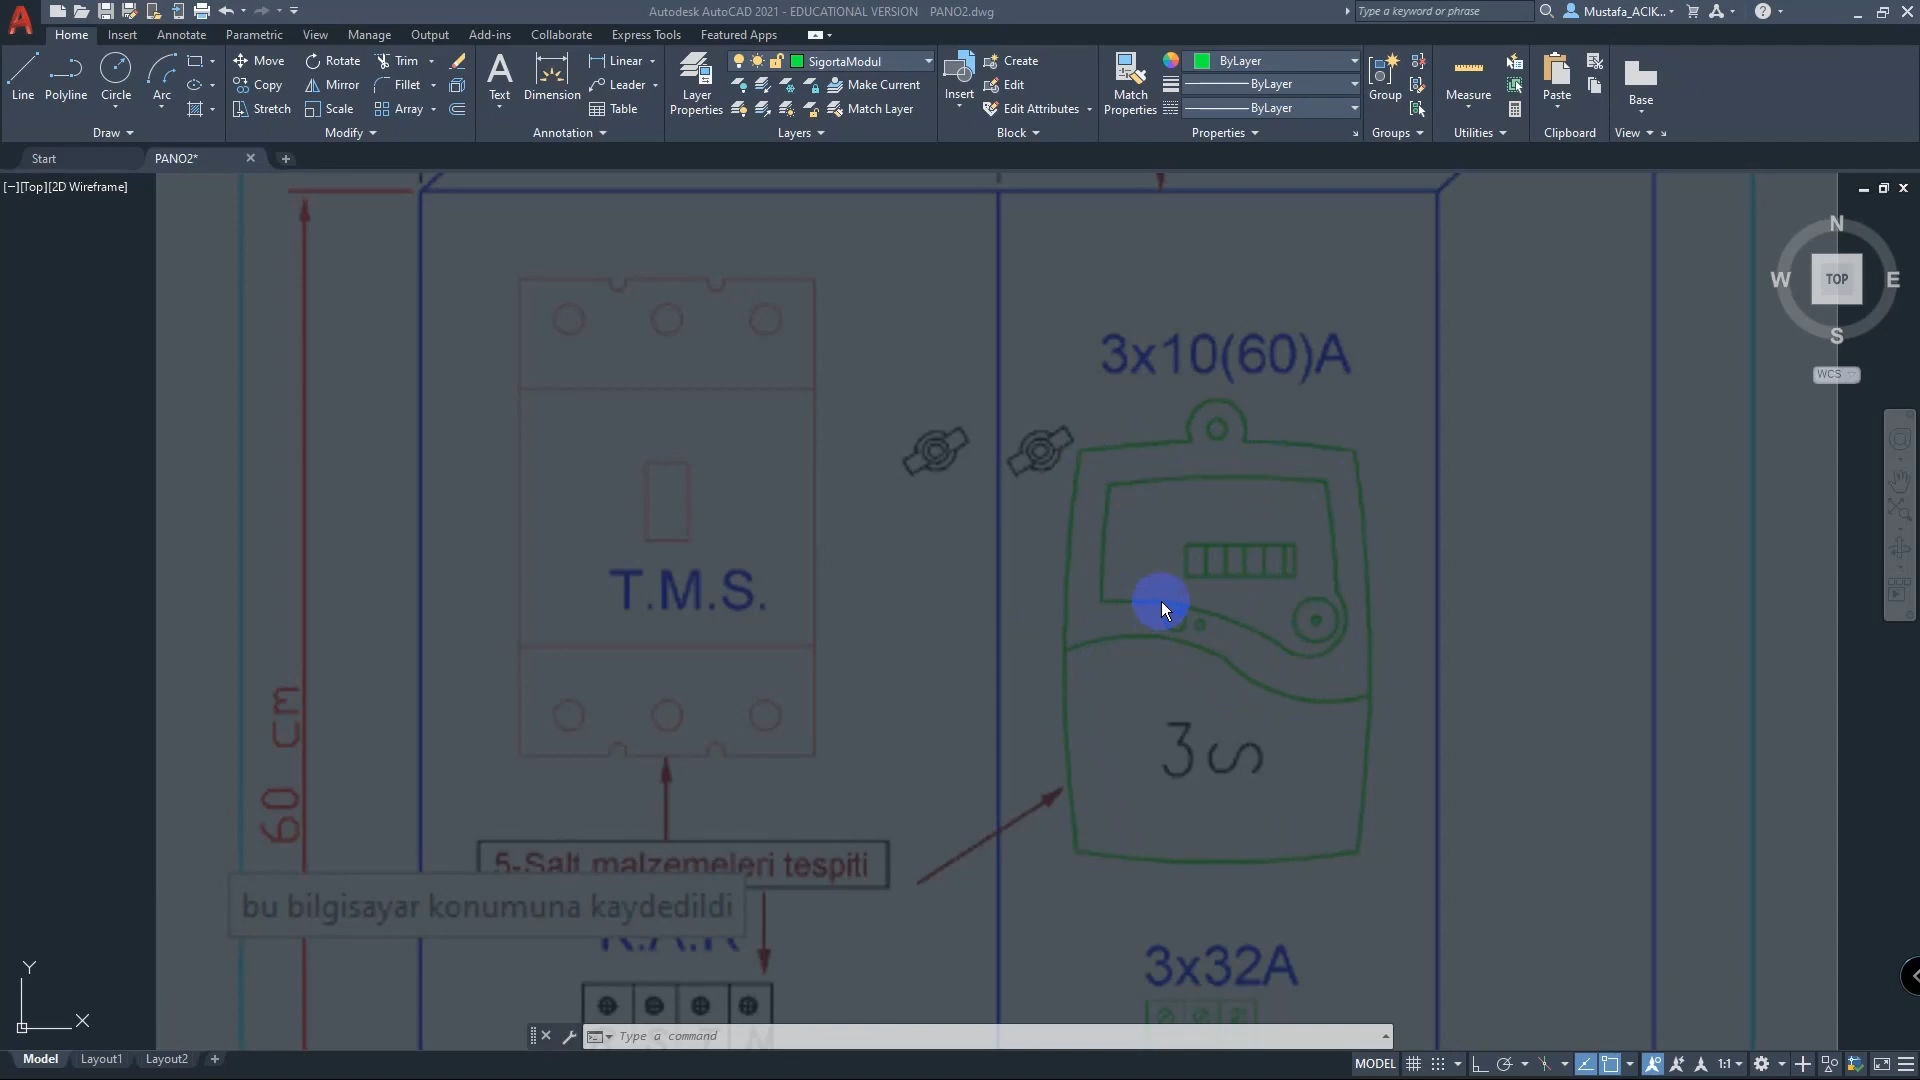 Autodesk AutoCAD 2021 - EDUCATIONAL VERSION PANO2.dwg
Type a keyword or phrase
Mustafa_ACIK...
Home Insert Annotate Parametric View Manage Output Add-ins Collaborate Express Tools Featured Apps
Line Polyline Circle Arc
Move Rotate Trim
Copy Mirror Fillet
Stretch Scale Array
Text Dimension
Linear
Leader
Table
Layer Properties
SigortaModul
Make Current
Match Layer
Insert
Create
Edit
Edit Attributes
Match Properties
ByLayer
ByLayer
ByLayer
Group Measure Paste Base
Draw Modify Annotation Layers Block Properties Groups Utilities Clipboard View
Start PANO2*
[−][Top][2D Wireframe]
N
W TOP E
S
WCS
3x10(60)A
T.M.S.
60 cm
5-Şalt malzemeleri tespiti
bu bilgisayar konumuna kaydedildi
3x32A
Y
X
Type a command
Model Layout1 Layout2
MODEL 1:1